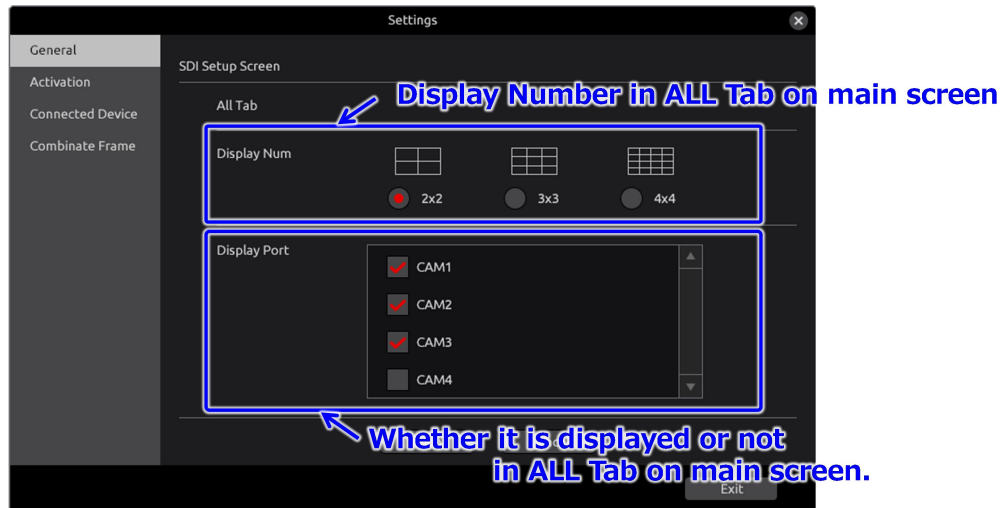 Settings
General
SDI Setup Screen
Activation
All Tab
Display Number in ALL Tab on main screen
Connected Device
Combinate Frame
Display Num
2x2
3x3
4x4
Display Port
CAM1
CAM2
CAM3
CAM4
Whether it is displayed or not
in ALL Tab on main screen.
Exit